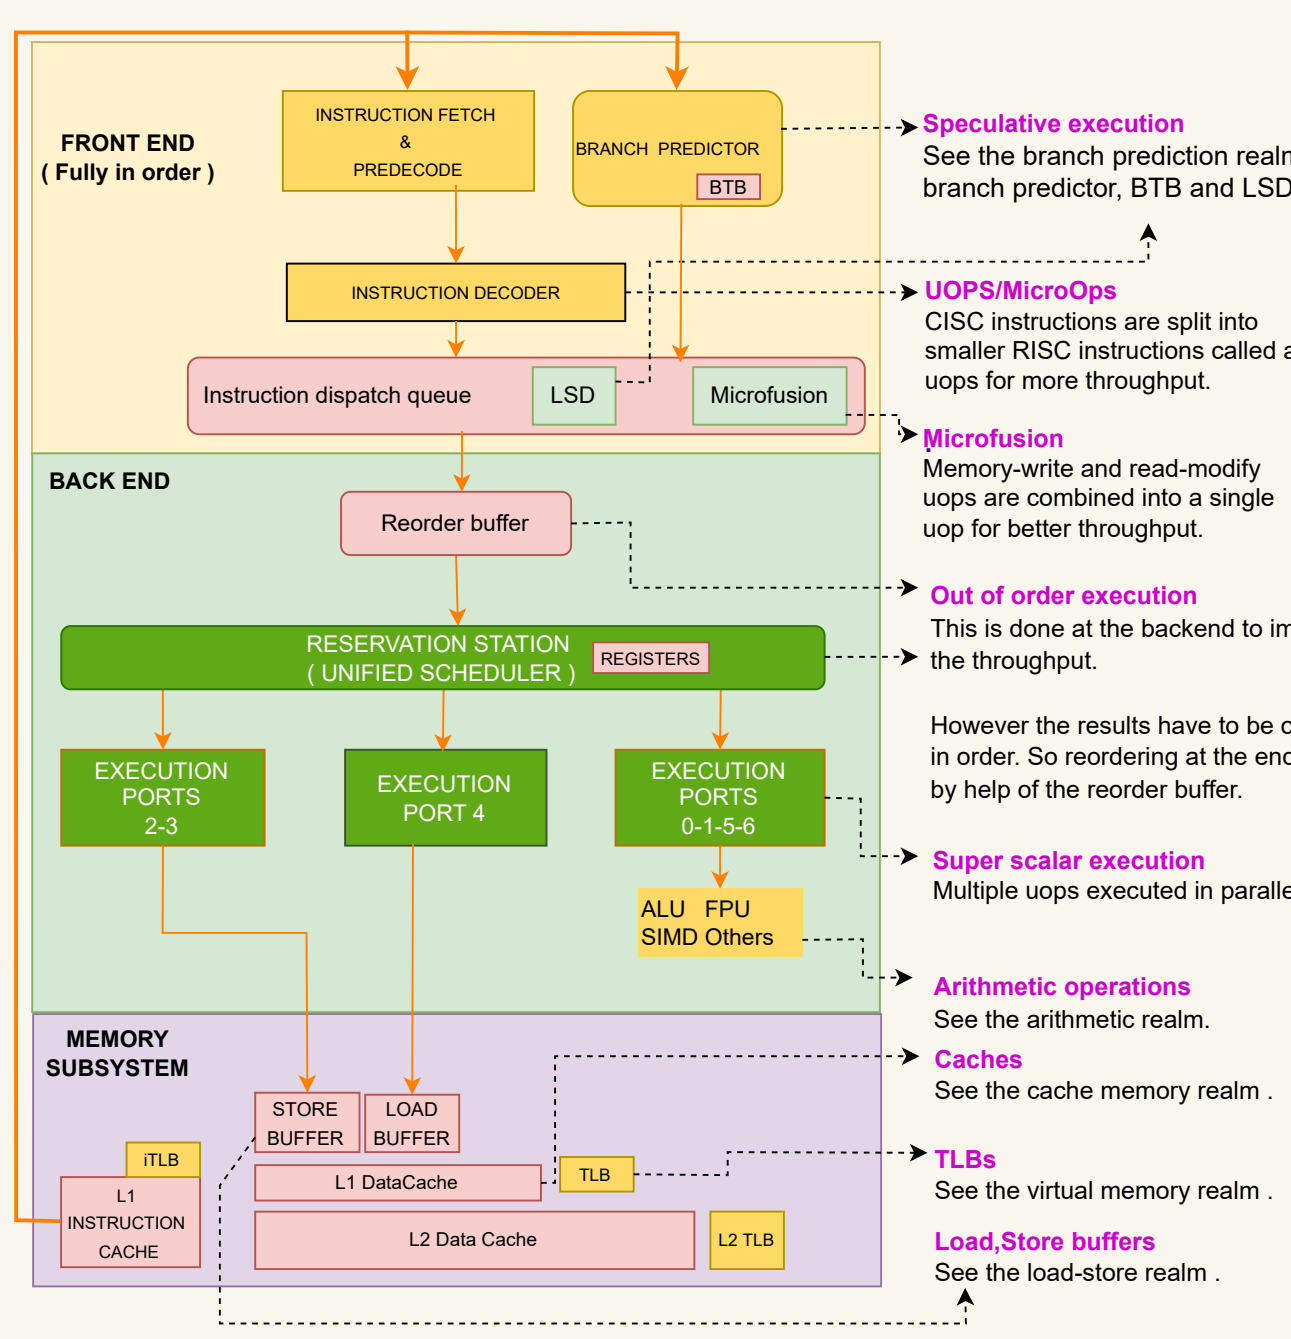 FRONT END
( Fully in order )
INSTRUCTION FETCH
&
PREDECODE
BRANCH PREDICTOR
BTB
INSTRUCTION DECODER
Instruction dispatch queue
LSD
Microfusion
BACK END
Reorder buffer
RESERVATION STATION
( UNIFIED SCHEDULER )
REGISTERS
EXECUTION
PORTS
2-3
EXECUTION
PORT 4
EXECUTION
PORTS
0-1-5-6
ALU FPU
SIMD Others
MEMORY
SUBSYSTEM
STORE
BUFFER
LOAD
BUFFER
iTLB
L1
INSTRUCTION
CACHE
L1 DataCache
TLB
L2 Data Cache
L2 TLB
Speculative execution
See the branch prediction
branch predictor, BTB and LSD
UOPS/MicroOps
CISC instructions are split into
smaller RISC instructions called
uops for more throughput.
Microfusion
Memory-write and read-modify
uops are combined into a single
uop for better throughput.
Out of order execution
This is done at the backend to
the throughput.
However the results have to be
in order. So reordering at the
by help of the reorder buffer.
Super scalar execution
Multiple uops executed in
Arithmetic operations
See the arithmetic realm.
Caches
See the cache memory realm .
TLBs
See the virtual memory realm .
Load,Store buffers
See the load-store realm .